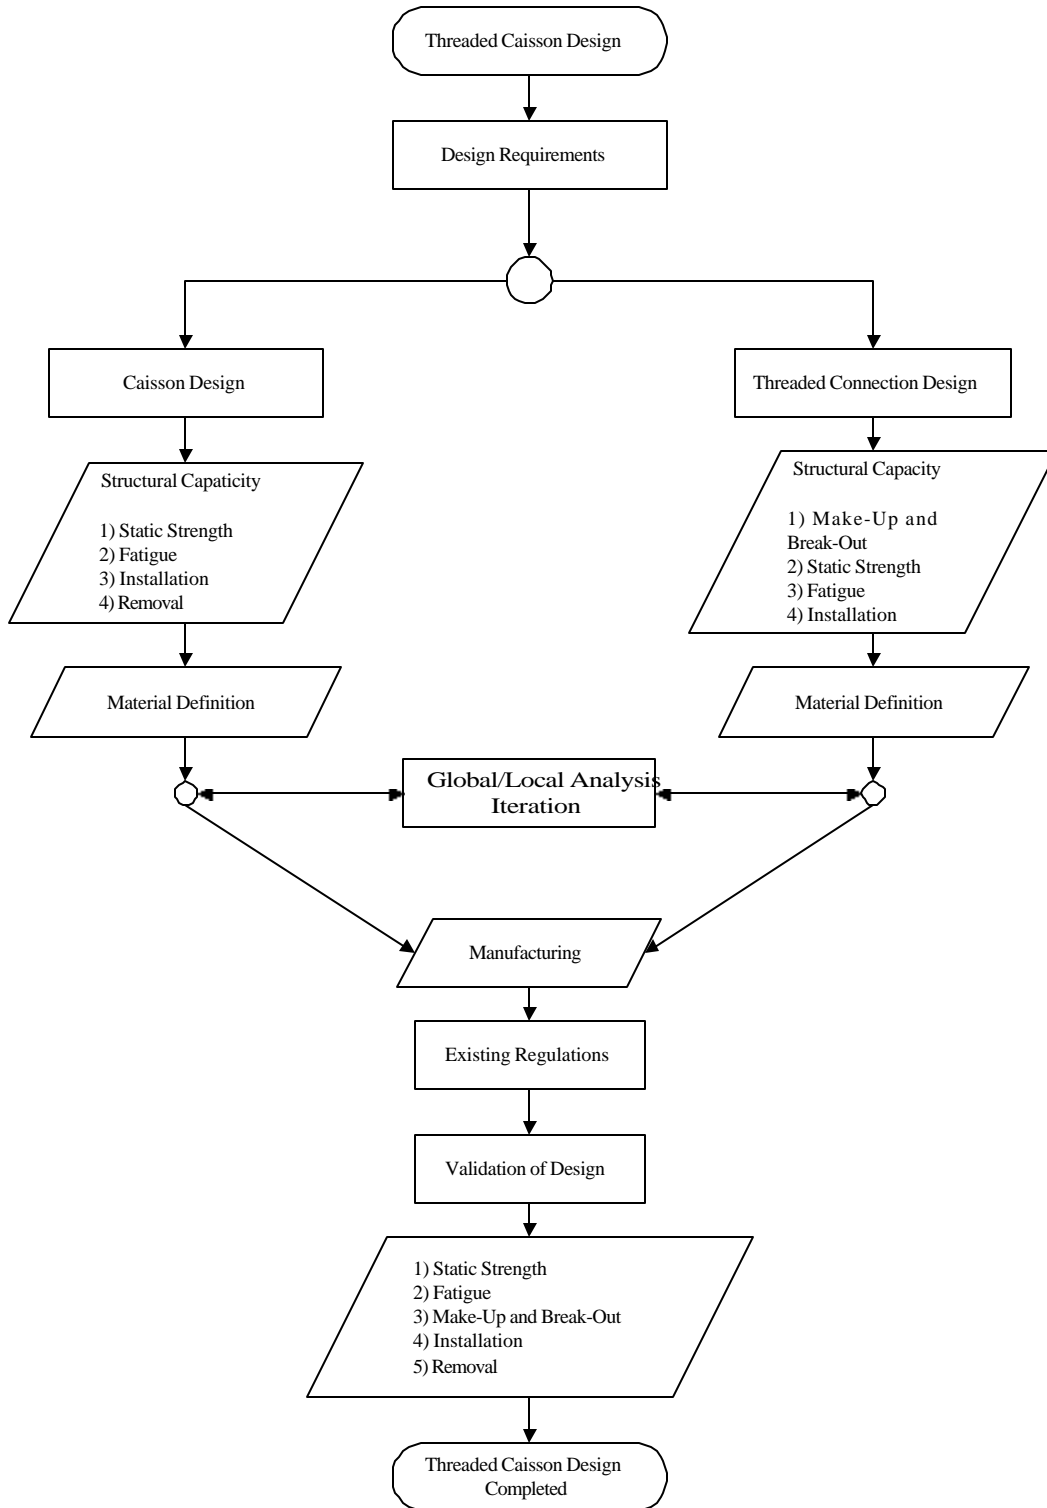 Threaded Caisson Design
Design Requirements
Caisson Design
Structural Capaticity
1) Static Strength
2) Fatigue
3) Installation
4) Removal
Material Definition
Threaded Connection Design
Structural Capacity
1) Make-Up and
Break-Out
2) Static Strength
3) Fatigue
4) Installation
Material Definition
Global/Local Analysis
Iteration
Manufacturing
Existing Regulations
Validation of Design
1) Static Strength
2) Fatigue
3) Make-Up and Break-Out
4) Installation
5) Removal
Threaded Caisson Design
Completed